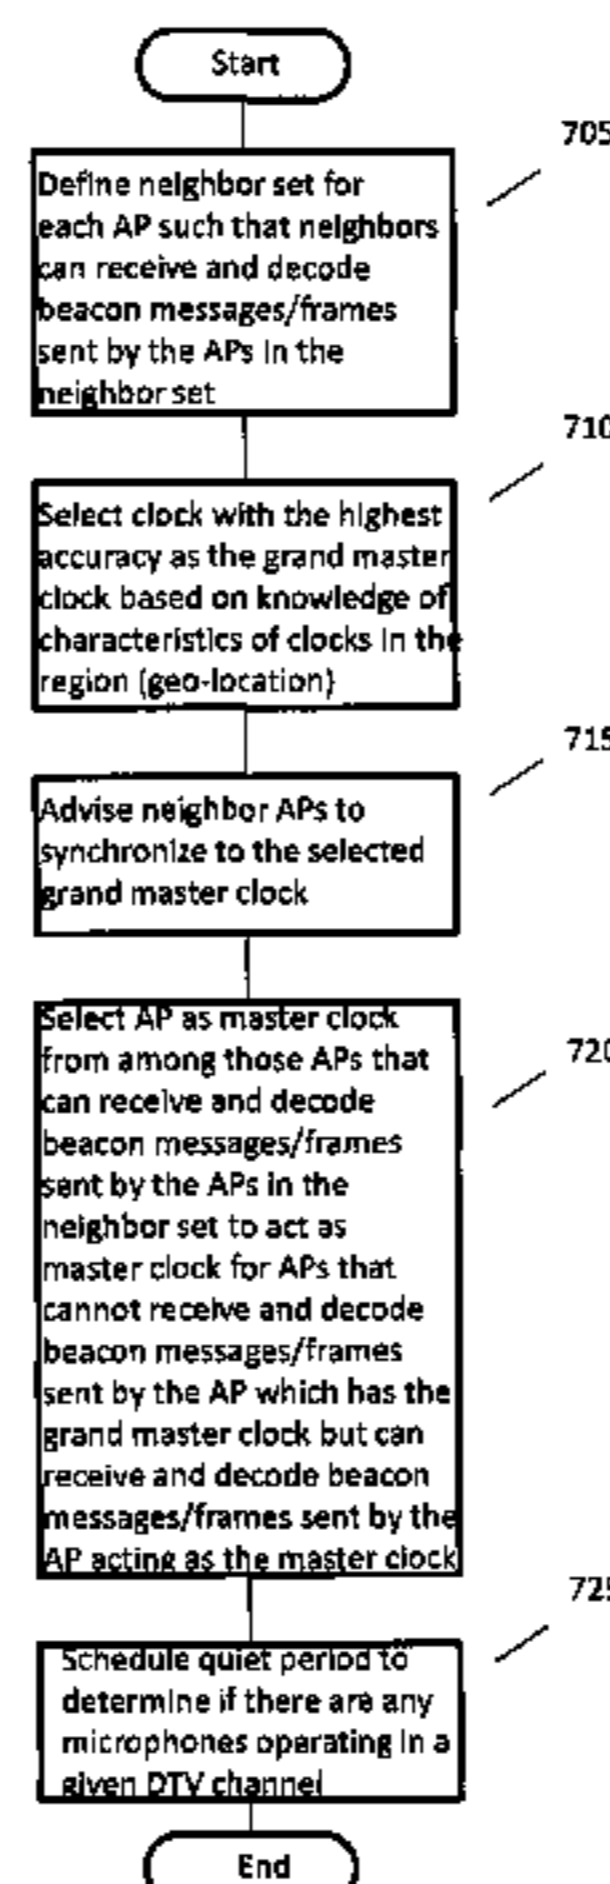 Start
705
Define neighbor set for
each AP such that neighbors
can receive and decode
beacon messages/frames
sent by the APs in the
neighbor set
710
Select clock with the highest
accuracy as the grand master
clock based on knowledge of
characteristics of clocks in the
region (geo-location)
715
Advise neighbor APs to
synchronize to the selected
grand master clock
720
Select AP as master clock
from among those APs that
can receive and decode
beacon messages/frames
sent by the APs in the
neighbor set to act as
master clock for APs that
cannot receive and decode
beacon messages/frames
sent by the AP which has the
grand master clock but can
receive and decode beacon
messages/frames sent by the
AP acting as the master clock
725
Schedule quiet period to
determine if there are any
microphones operating in a
given DTV channel
End